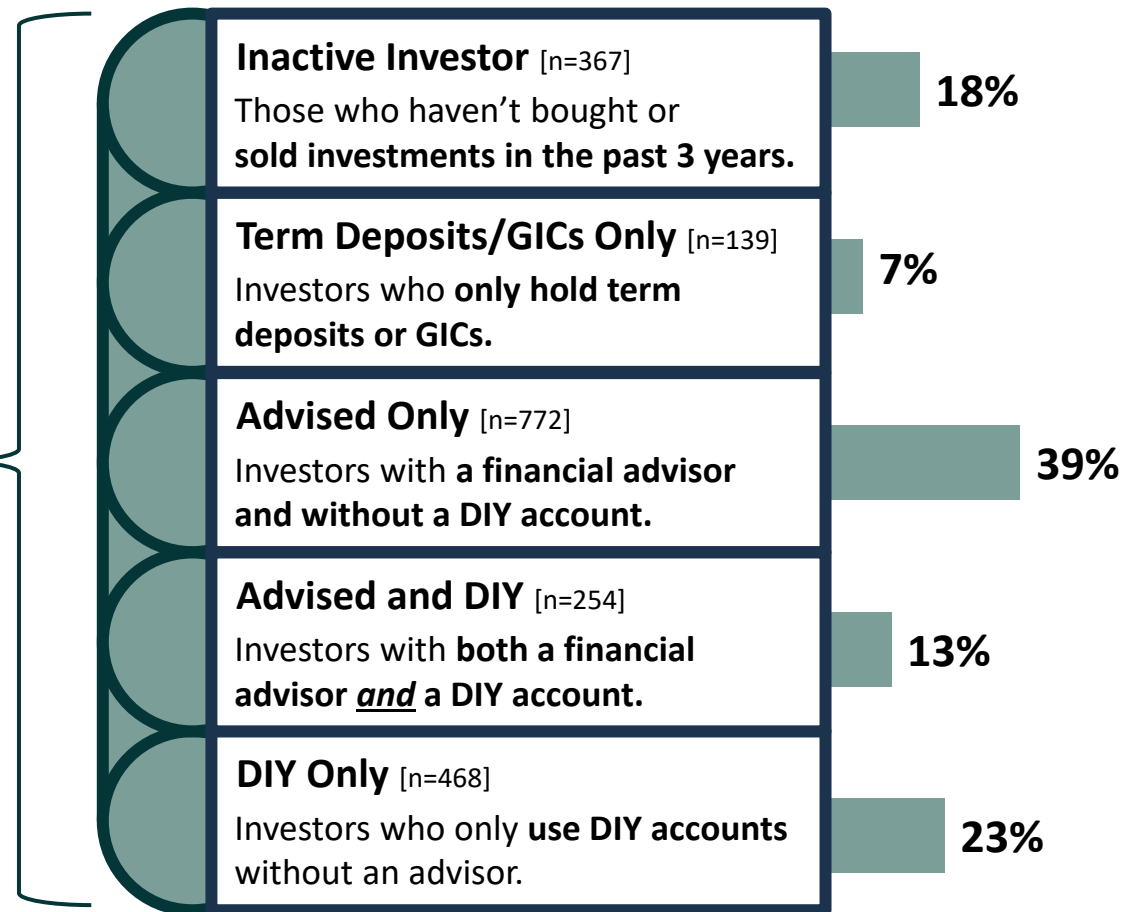 Inactive Investor [n=367]
Those who haven’t bought or
sold investments in the past 3 years.
18%
Term Deposits/GICs Only [n=139]
Investors who only hold term
deposits or GICs.
7%
Advised Only [n=772]
Investors with a financial advisor
and without a DIY account.
39%
Advised and DIY [n=254]
Investors with both a financial
advisor and a DIY account.
13%
DIY Only [n=468]
Investors who only use DIY accounts
without an advisor.
23%